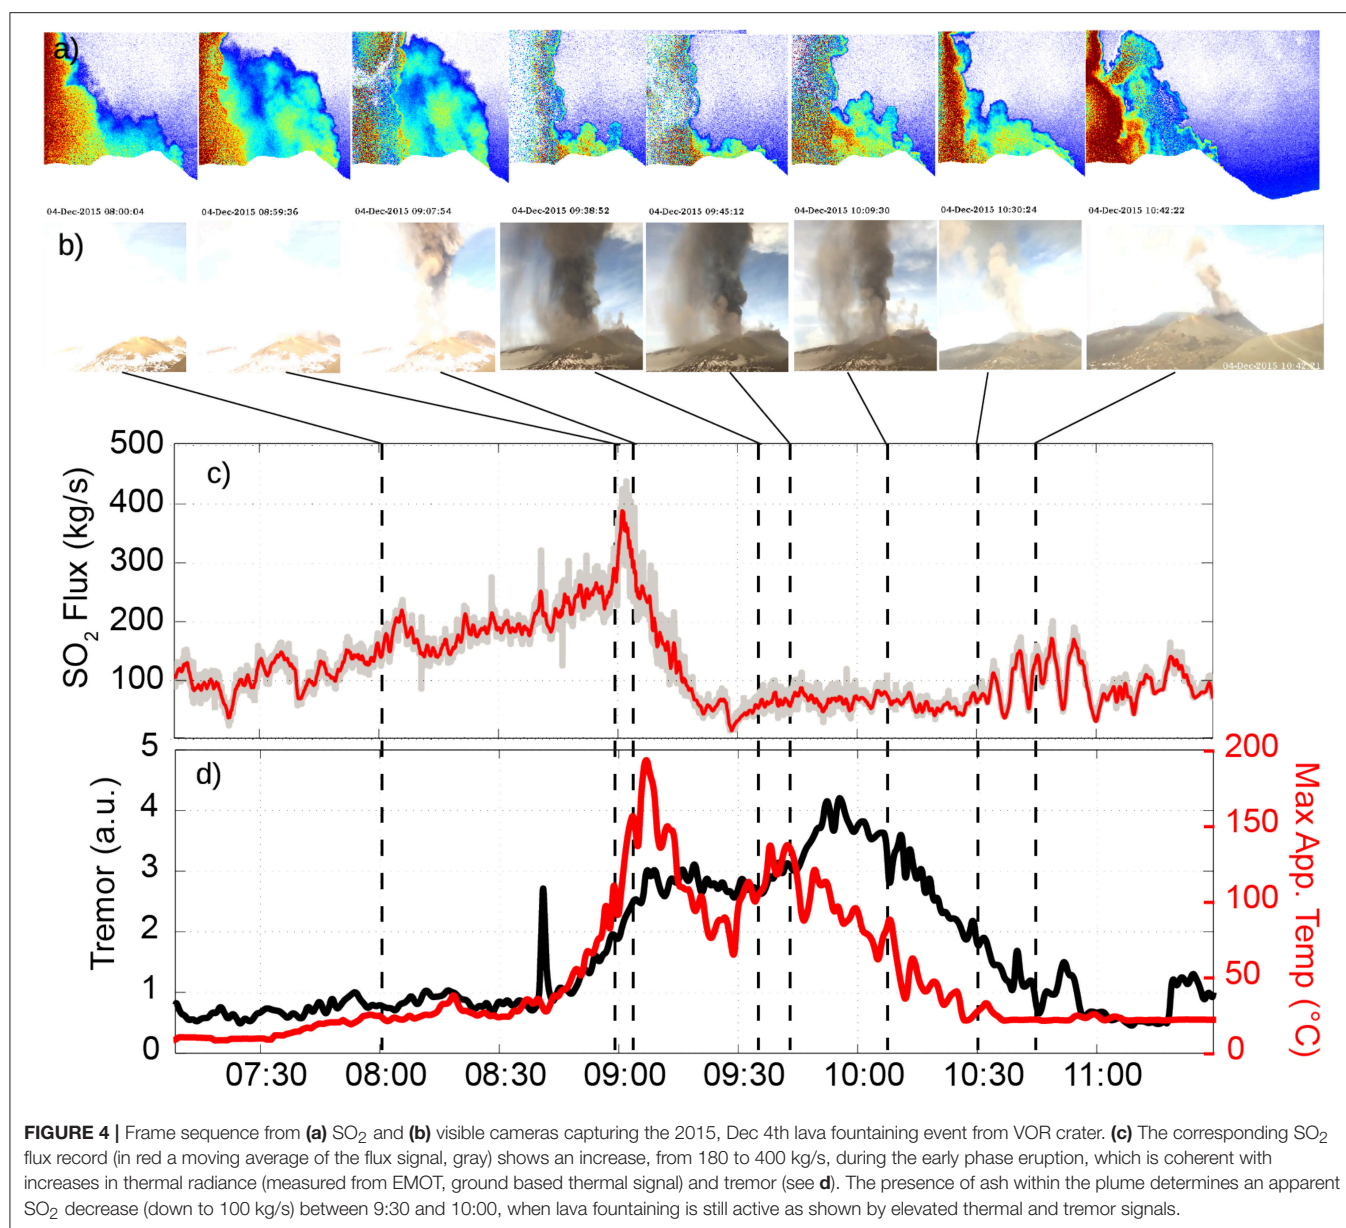 a)
04-Dec-2015 08:00:04
04-Dec-2015 08:59:36
04-Dec-2015 09:07:54
04-Dec-2015 09:38:52
04-Dec-2015 09:45:12
04-Dec-2015 10:09:30
04-Dec-2015 10:30:24
04-Dec-2015 10:42:22
b)
04-Dec-2015 10:42:21
c)
SO2 Flux (kg/s)
500
400
300
200
100
d)
Tremor (a.u.)
5
4
3
2
1
0
Max App. Temp (°C)
200
150
100
50
0
07:30 08:00 08:30 09:00 09:30 10:00 10:30 11:00
FIGURE 4 | Frame sequence from (a) SO2 and (b) visible cameras capturing the 2015, Dec 4th lava fountaining event from VOR crater. (c) The corresponding SO2
flux record (in red a moving average of the flux signal, gray) shows an increase, from 180 to 400 kg/s, during the early phase eruption, which is coherent with
increases in thermal radiance (measured from EMOT, ground based thermal signal) and tremor (see d). The presence of ash within the plume determines an apparent
SO2 decrease (down to 100 kg/s) between 9:30 and 10:00, when lava fountaining is still active as shown by elevated thermal and tremor signals.